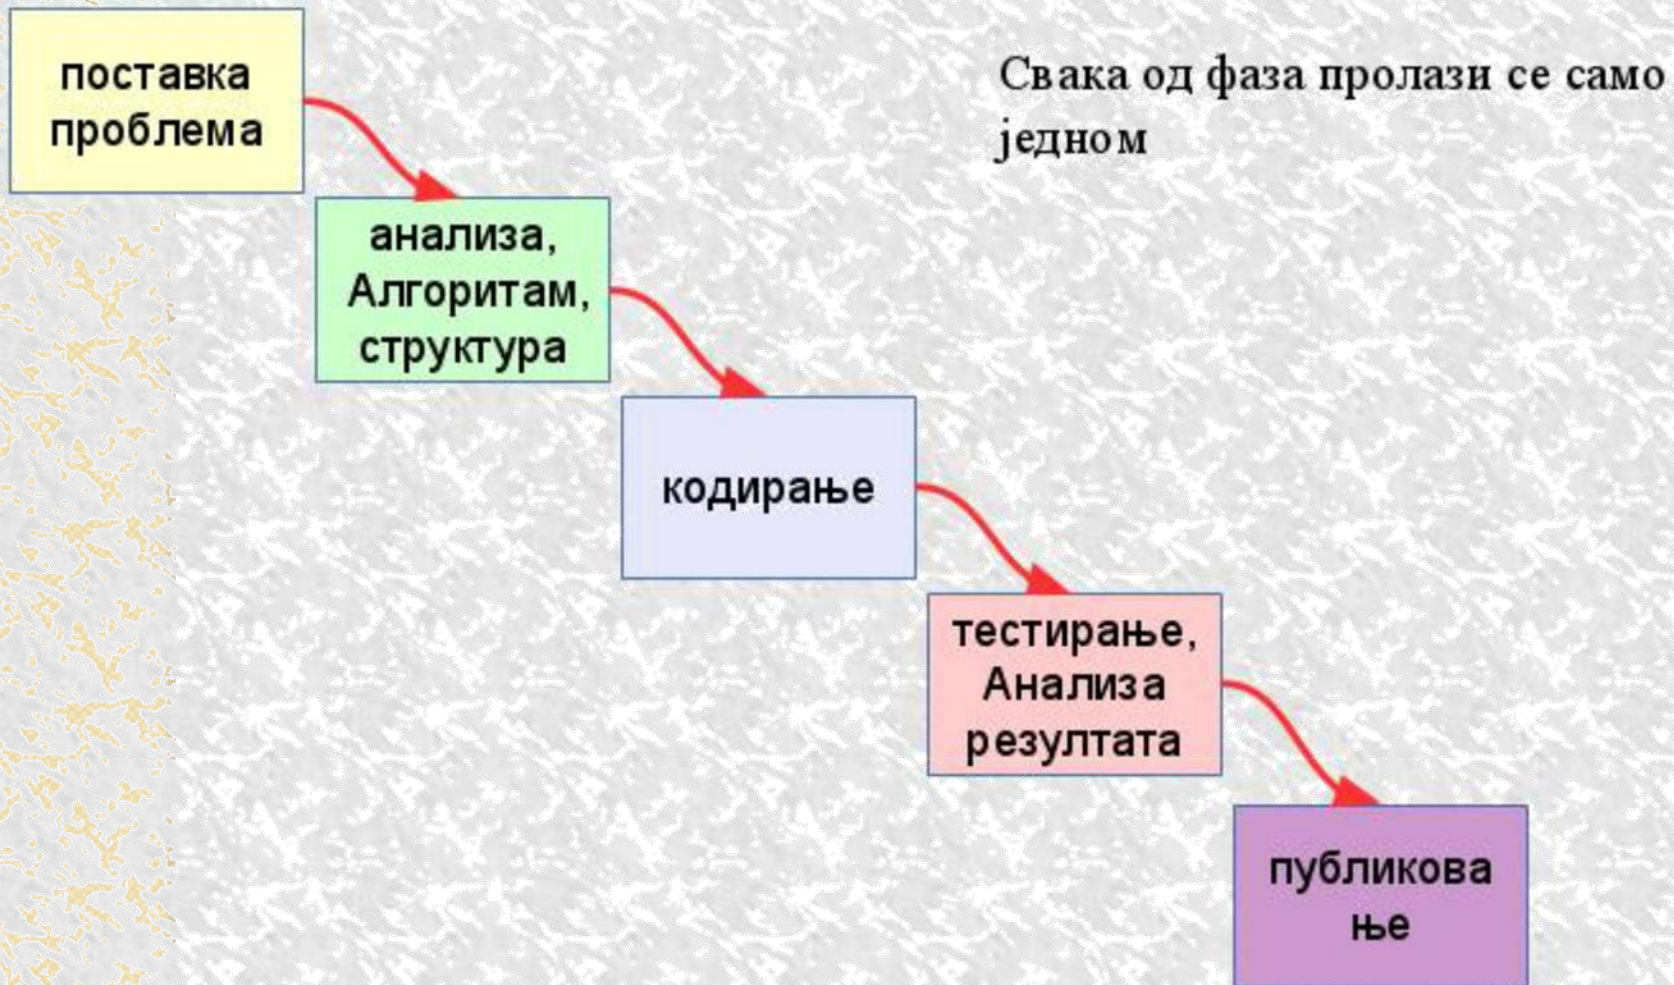 поставка
проблема
Свака од фаза пролази се само
једном
анализа,
Алгоритам,
структура
кодирање
тестирање,
Анализа
резултата
публикова
ње